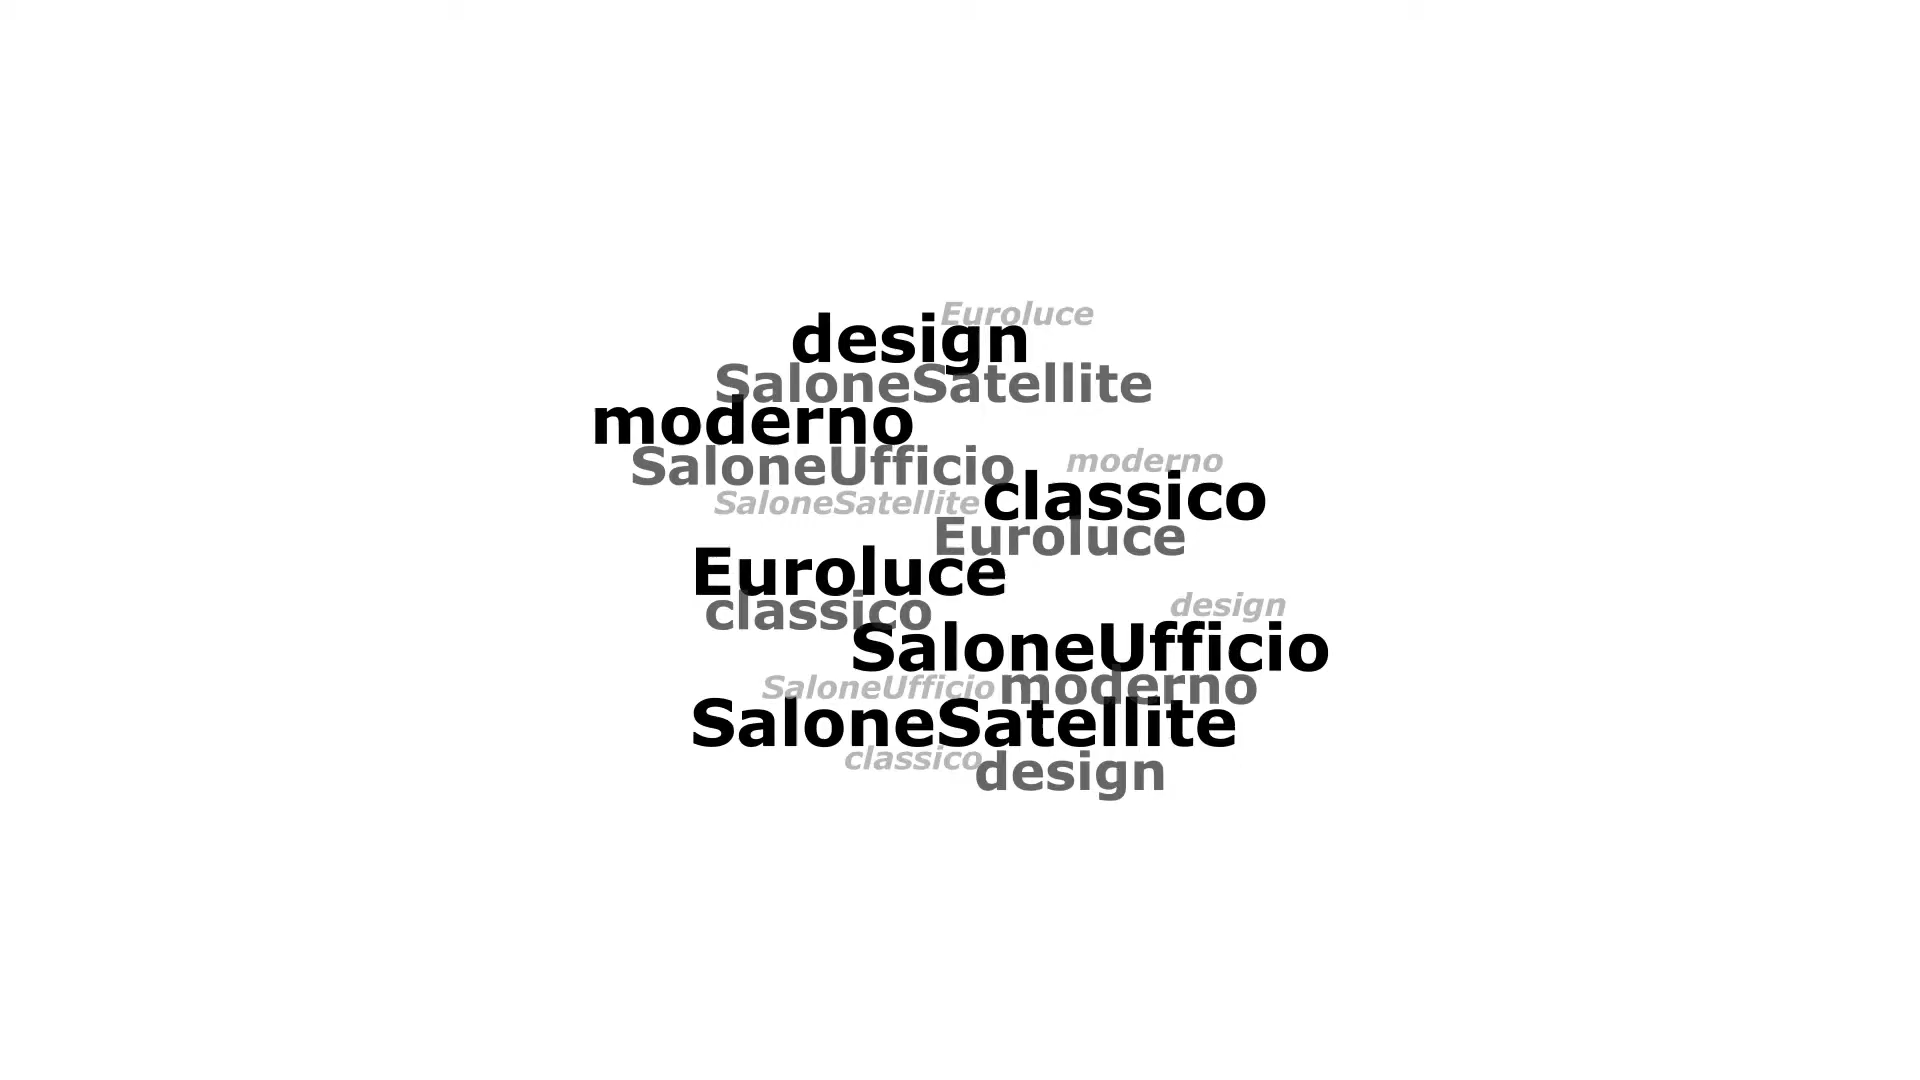 Euroluce
design
SaloneSatellite
moderno
SaloneUfficio
moderno
SaloneSatellite
classico
Euroluce
Euroluce
classico
design
SaloneUfficio
SaloneUfficio
moderno
SaloneSatellite
classico
design